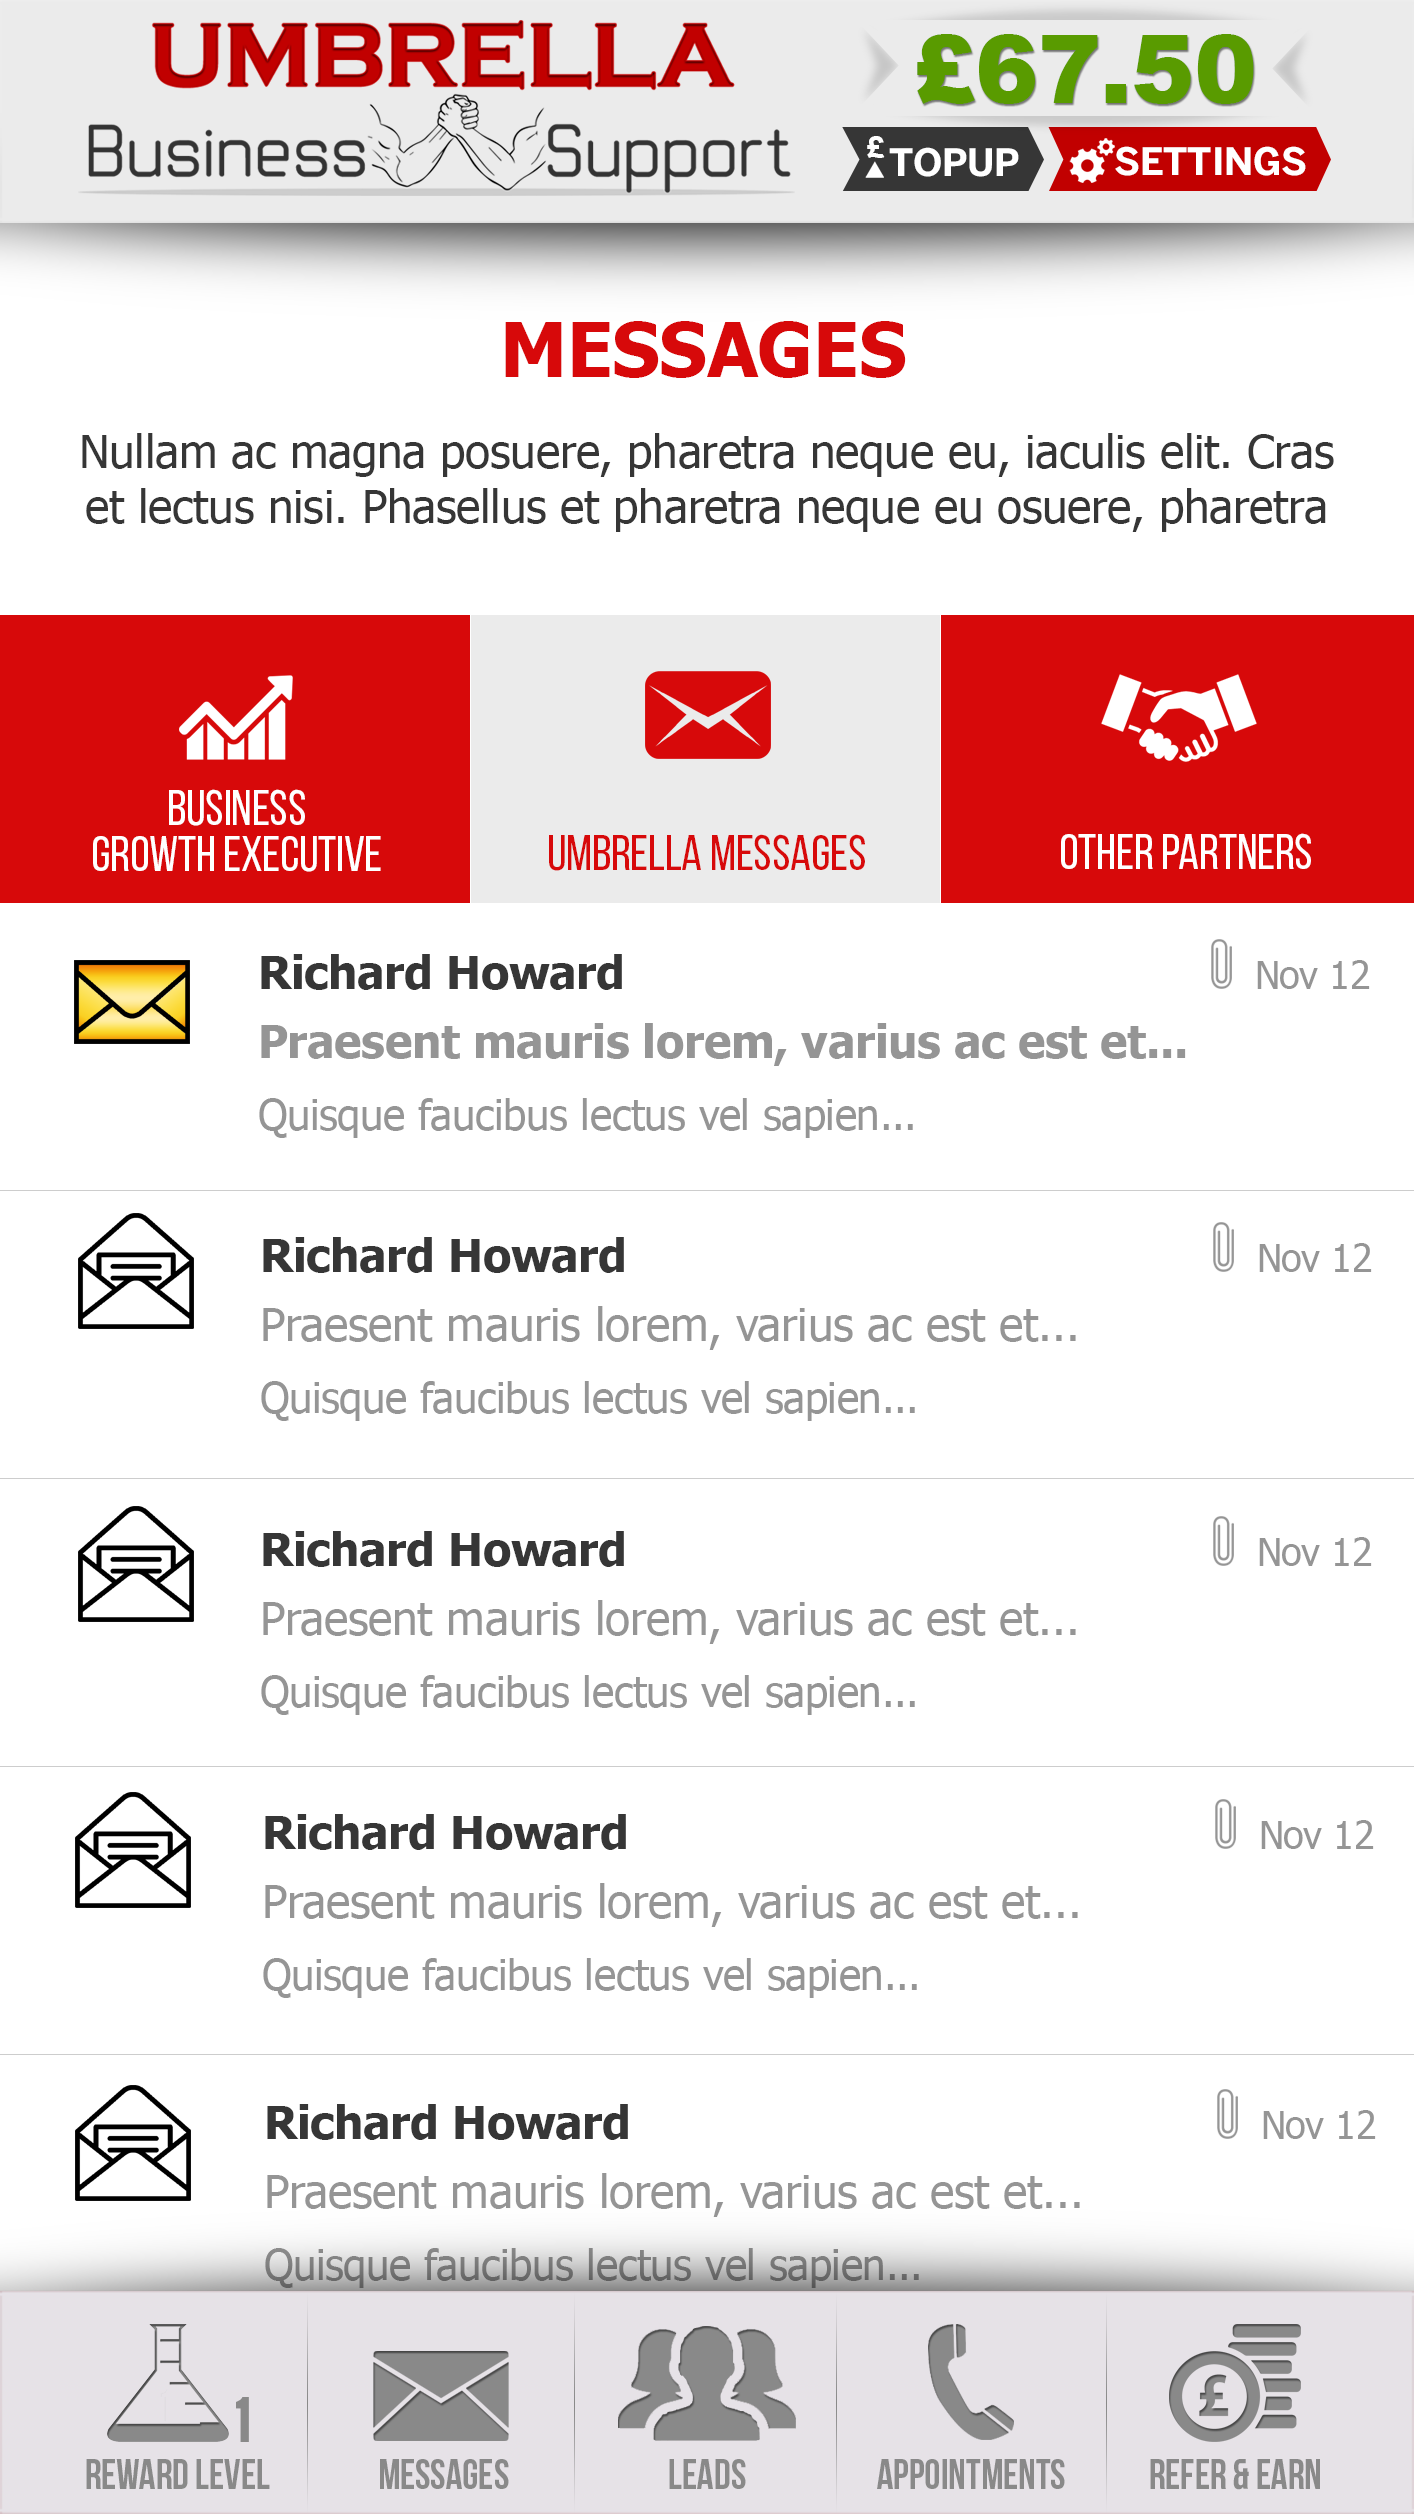 UMBRELLA
Business Support
£67.50
£ TOPUP
SETTINGS
MESSAGES
Nullam ac magna posuere, pharetra neque eu, iaculis elit. Cras
et lectus nisi. Phasellus et pharetra neque eu osuere, pharetra
BUSINESS
GROWTH EXECUTIVE
UMBRELLA MESSAGES
OTHER PARTNERS
Richard Howard
Nov 12
Praesent mauris lorem, varius ac est et...
Quisque faucibus lectus vel sapien...
Richard Howard
Nov 12
Praesent mauris lorem, varius ac est et...
Quisque faucibus lectus vel sapien...
Richard Howard
Nov 12
Praesent mauris lorem, varius ac est et...
Quisque faucibus lectus vel sapien...
Richard Howard
Nov 12
Praesent mauris lorem, varius ac est et...
Quisque faucibus lectus vel sapien...
Richard Howard
Nov 12
Praesent mauris lorem, varius ac est et...
Quisque faucibus lectus vel sapien...
1
£
REWARD LEVEL
MESSAGES
LEADS
APPOINTMENTS
REFER & EARN